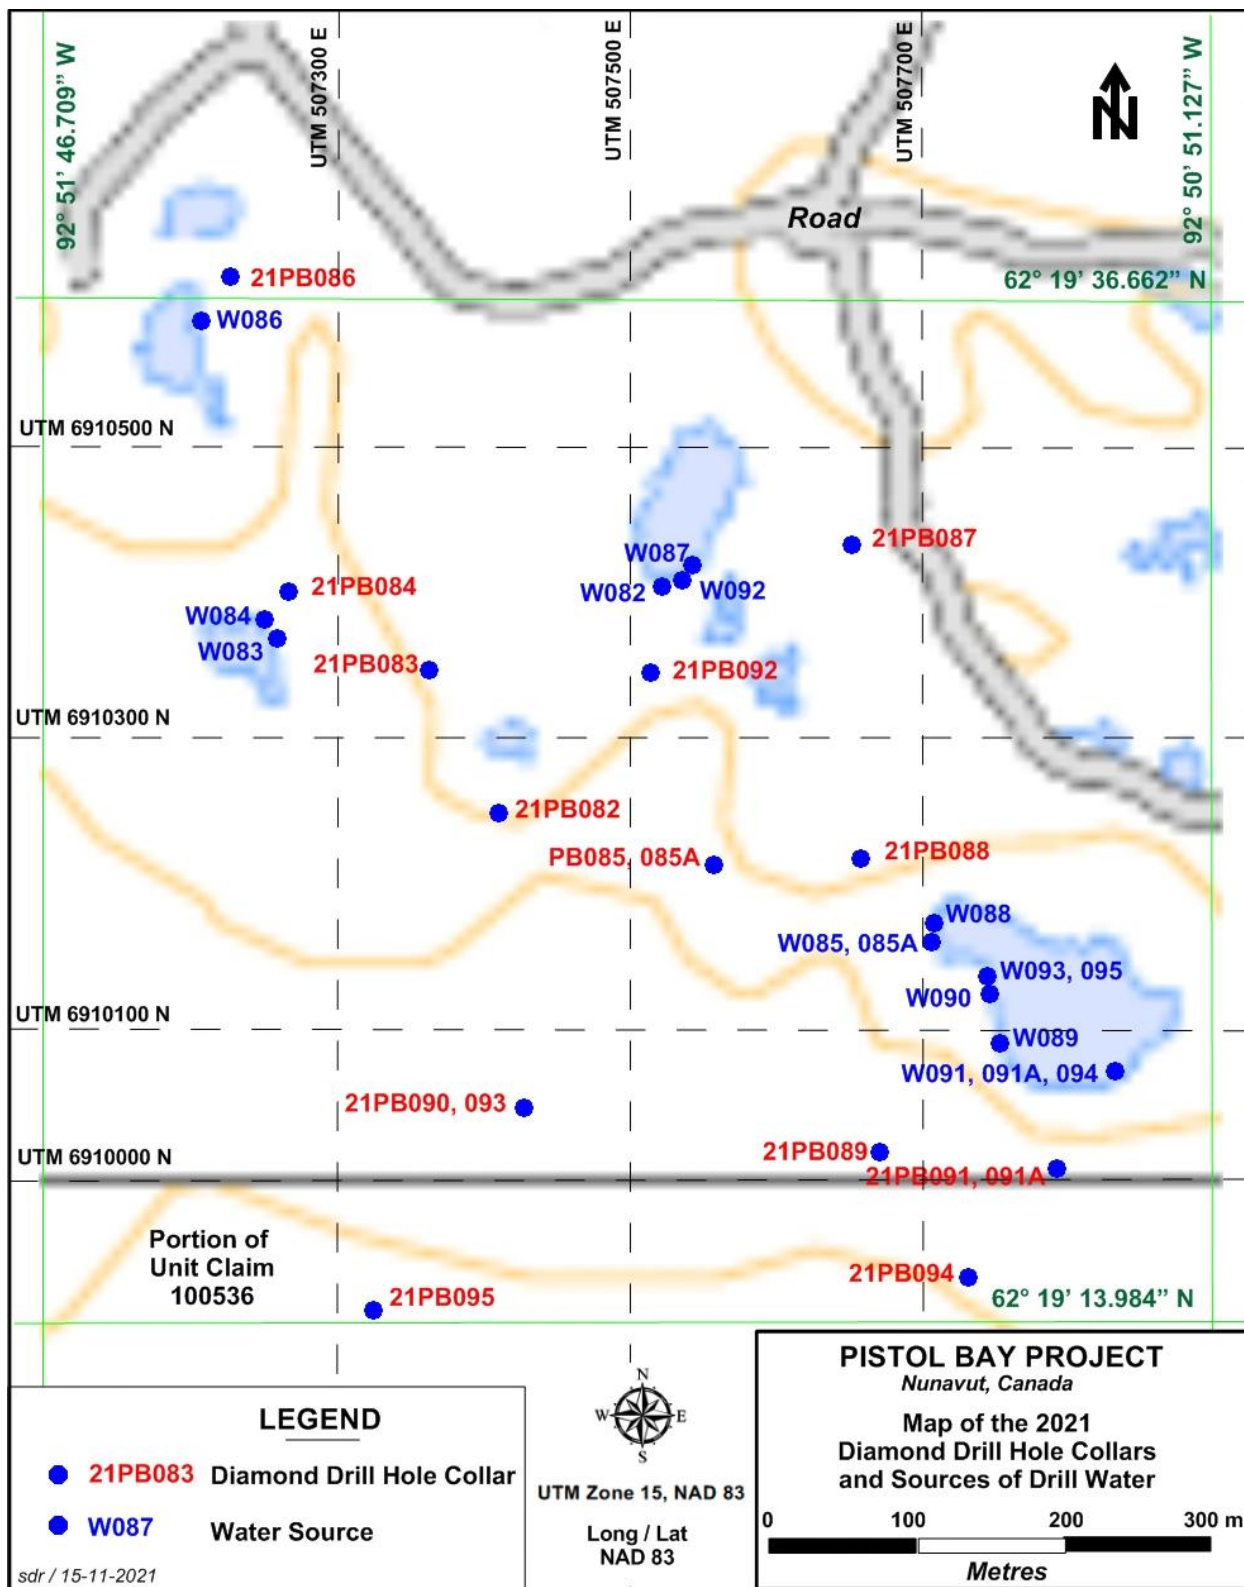 UTM 507300 E
UTM 507500 E
UTM 507700 E
92° 51' 46.709" W
92° 50' 51.127" W
N
Road
21PB086
62° 19' 36.662" N
W086
UTM 6910500 N
21PB087
W087
21PB084
W082
W092
W084
W083
21PB083
21PB092
UTM 6910300 N
21PB082
PB085, 085A
21PB088
W088
W085, 085A
W093, 095
W090
UTM 6910100 N
W089
W091, 091A, 094
21PB090, 093
21PB089
UTM 6910000 N
21PB091, 091A
Portion of
Unit Claim
100536
21PB094
21PB095
62° 19' 13.984" N
LEGEND
21PB083 Diamond Drill Hole Collar
W087 Water Source
sdr / 15-11-2021
N
W E
S
UTM Zone 15, NAD 83
Long / Lat
NAD 83
PISTOL BAY PROJECT
Nunavut, Canada
Map of the 2021
Diamond Drill Hole Collars
and Sources of Drill Water
0 100 200 300 m
Metres